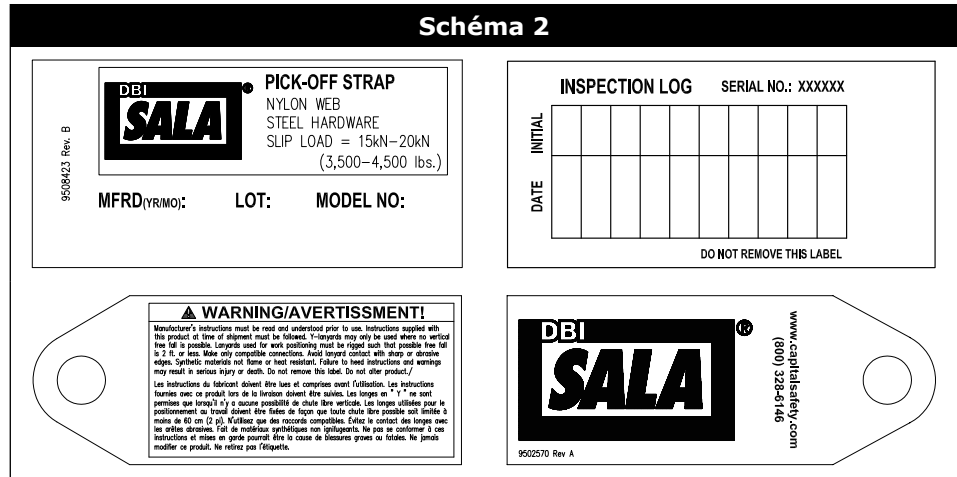 Schéma 2
9508423 Rev. B
DBI
SALA®
PICK-OFF STRAP
NYLON WEB
STEEL HARDWARE
SLIP LOAD = 15kN-20kN
(3,500-4,500 lbs.)
MFRD(YR/MO): LOT: MODEL NO:
INSPECTION LOG SERIAL NO.: XXXXXX
INITIAL
DATE
DO NOT REMOVE THIS LABEL
WARNING/AVERTISSMENT!
Manufacturer's instructions must be read and understood prior to use. Instructions supplied with
this product at time of shipment must be followed. Y-lanyards may only be used where no vertical
free fall is possible. Lanyards used for work positioning must be rigged such that possible free fall
is 2 ft. or less. Make only compatible connections. Avoid lanyard contact with sharp or abrasive
edges. Synthetic materials not flame or heat resistant. Failure to heed instructions and warnings
may result in serious injury or death. Do not remove this label. Do not alter product./
Les instructions du fabricant doivent être lues et comprises avant l'utilisation. Les instructions
fournies avec ce produit lors de la livraison doivent être suivies. Les longes en " Y " ne sont
permises que lorsqu'il n'y a aucune possibilité de chute libre verticale. Les longes utilisées pour le
positionnement au travail doivent être fixées de façon que toute chute libre possible soit limitée à
moins de 60 cm (2 pi). N'utilisez que des raccords compatibles. Évitez le contact des longes avec
les arêtes abrasives. Fait de matériaux synthétiques non ignifugeants. Ne pas se conformer à ces
instructions et mises en garde pourrait être la cause de blessures graves ou fatales. Ne jamais
modifier ce produit. Ne retirez pas l'étiquette.
DBI
SALA®
www.capitalsafety.com
(800) 328-6146
9502570 Rev A